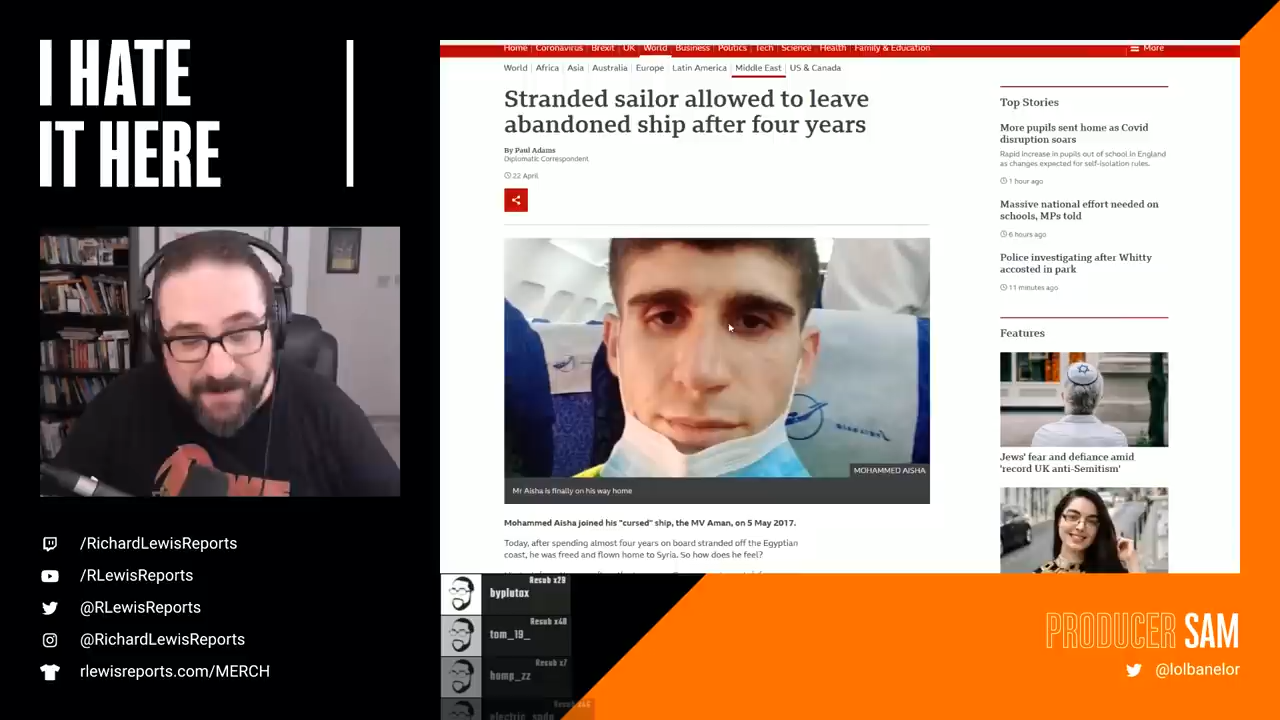 I HATE
IT HERE
/RichardLewisReports
/RLewisReports
@RLewisReports
@RichardLewisReports
rlewisreports.com/MERCH
Home Coronavirus Brexit UK World Business Politics Tech Science Health Family & Education More
World Africa Asia Australia Europe Latin America Middle East US & Canada
Stranded sailor allowed to leave
abandoned ship after four years
By Paul Adams
Diplomatic Correspondent
22 April
MOHAMMED AISHA
Mr Aisha is finally on his way home
Mohammed Aisha joined his "cursed" ship, the MV Aman, on 5 May 2017.
Today, after spending almost four years on board stranded off the Egyptian
coast, he was freed and flown home to Syria. So how does he feel?
Top Stories
More pupils sent home as Covid
disruption soars
Rapid increase in pupils out of school in England
as changes expected for self-isolation rules.
1 hour ago
Massive national effort needed on
schools, MPs told
6 hours ago
Police investigating after Whitty
accosted in park
11 minutes ago
Features
Jews' fear and defiance amid
'record UK anti-Semitism'
Resub x29
byplutax
Resub x40
tom_19_
Resub x7
homp_zz
PRODUCER SAM
@lolbanelor